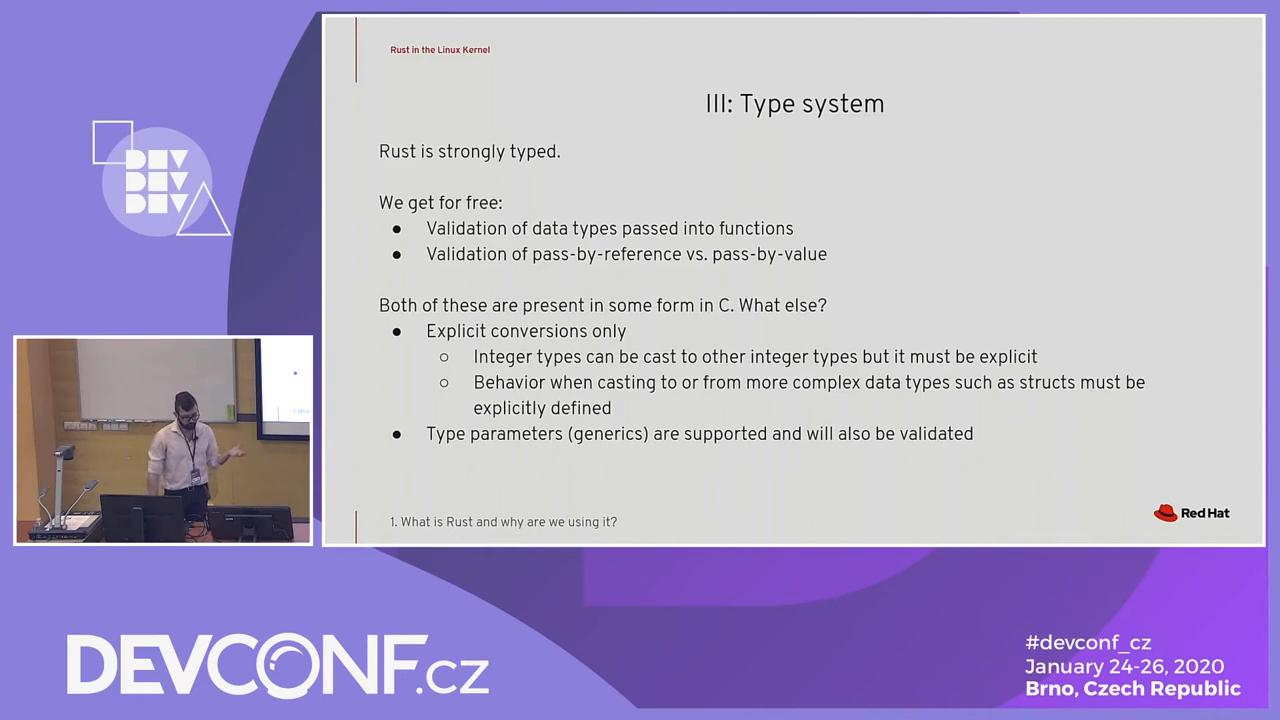 Rust in the Linux Kernel
III: Type system
Rust is strongly typed.
We get for free:
● Validation of data types passed into functions
● Validation of pass-by-reference vs. pass-by-value
Both of these are present in some form in C. What else?
● Explicit conversions only
○ Integer types can be cast to other integer types but it must be explicit
○ Behavior when casting to or from more complex data types such as structs must be
explicitly defined
● Type parameters (generics) are supported and will also be validated
1. What is Rust and why are we using it?
Red Hat
DEV
DEV
DEV
DEVCONF.cz
#devconf_cz
January 24-26, 2020
Brno, Czech Republic